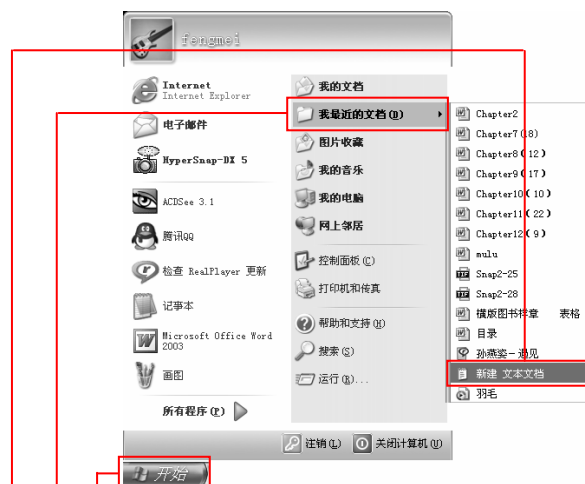 fengmei
Internet
Internet Explorer
电子邮件
HyperSnap-DX 5
ACDSee 3.1
腾讯QQ
检查 RealPlayer 更新
记事本
Microsoft Office Word
2003
画图
所有程序(P)
我的文档
我最近的文档(D)
图片收藏
我的音乐
我的电脑
网上邻居
控制面板(C)
打印机和传真
帮助和支持(H)
搜索(S)
运行(R)...
Chapter2
Chapter7(18)
Chapter8(12)
Chapter9(17)
Chapter10(10)
Chapter11(22)
Chapter12(9)
mulu
Snap2-25
Snap2-28
横版图书样章 表格
目录
孙燕姿-遇见
新建 文本文档
羽毛
注销(L)
关闭计算机(U)
开始